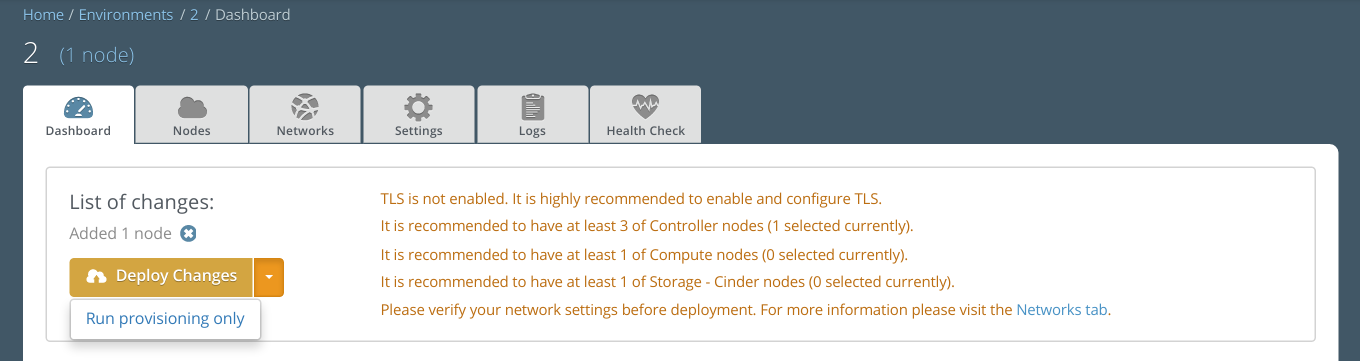 Home / Environments / 2 / Dashboard
2 (1 node)
Dashboard
Nodes
Networks
Settings
Logs
Health Check
List of changes:
Added 1 node
Deploy Changes
Run provisioning only
TLS is not enabled. It is highly recommended to enable and configure TLS.
It is recommended to have at least 3 of Controller nodes (1 selected currently).
It is recommended to have at least 1 of Compute nodes (0 selected currently).
It is recommended to have at least 1 of Storage - Cinder nodes (0 selected currently).
Please verify your network settings before deployment. For more information please visit the Networks tab.